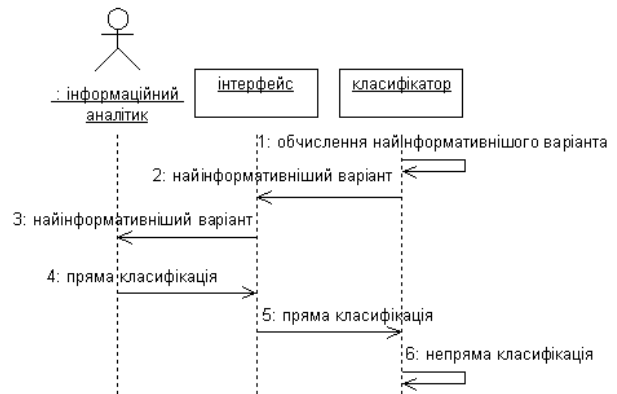 : інформаційний
аналітик
інтерфейс
класифікатор
1: обчислення найінформативнішого варіанта
2: найінформативніший варіант
3: найінформативніший варіант
4: пряма класифікація
5: пряма класифікація
6: непряма класифікація